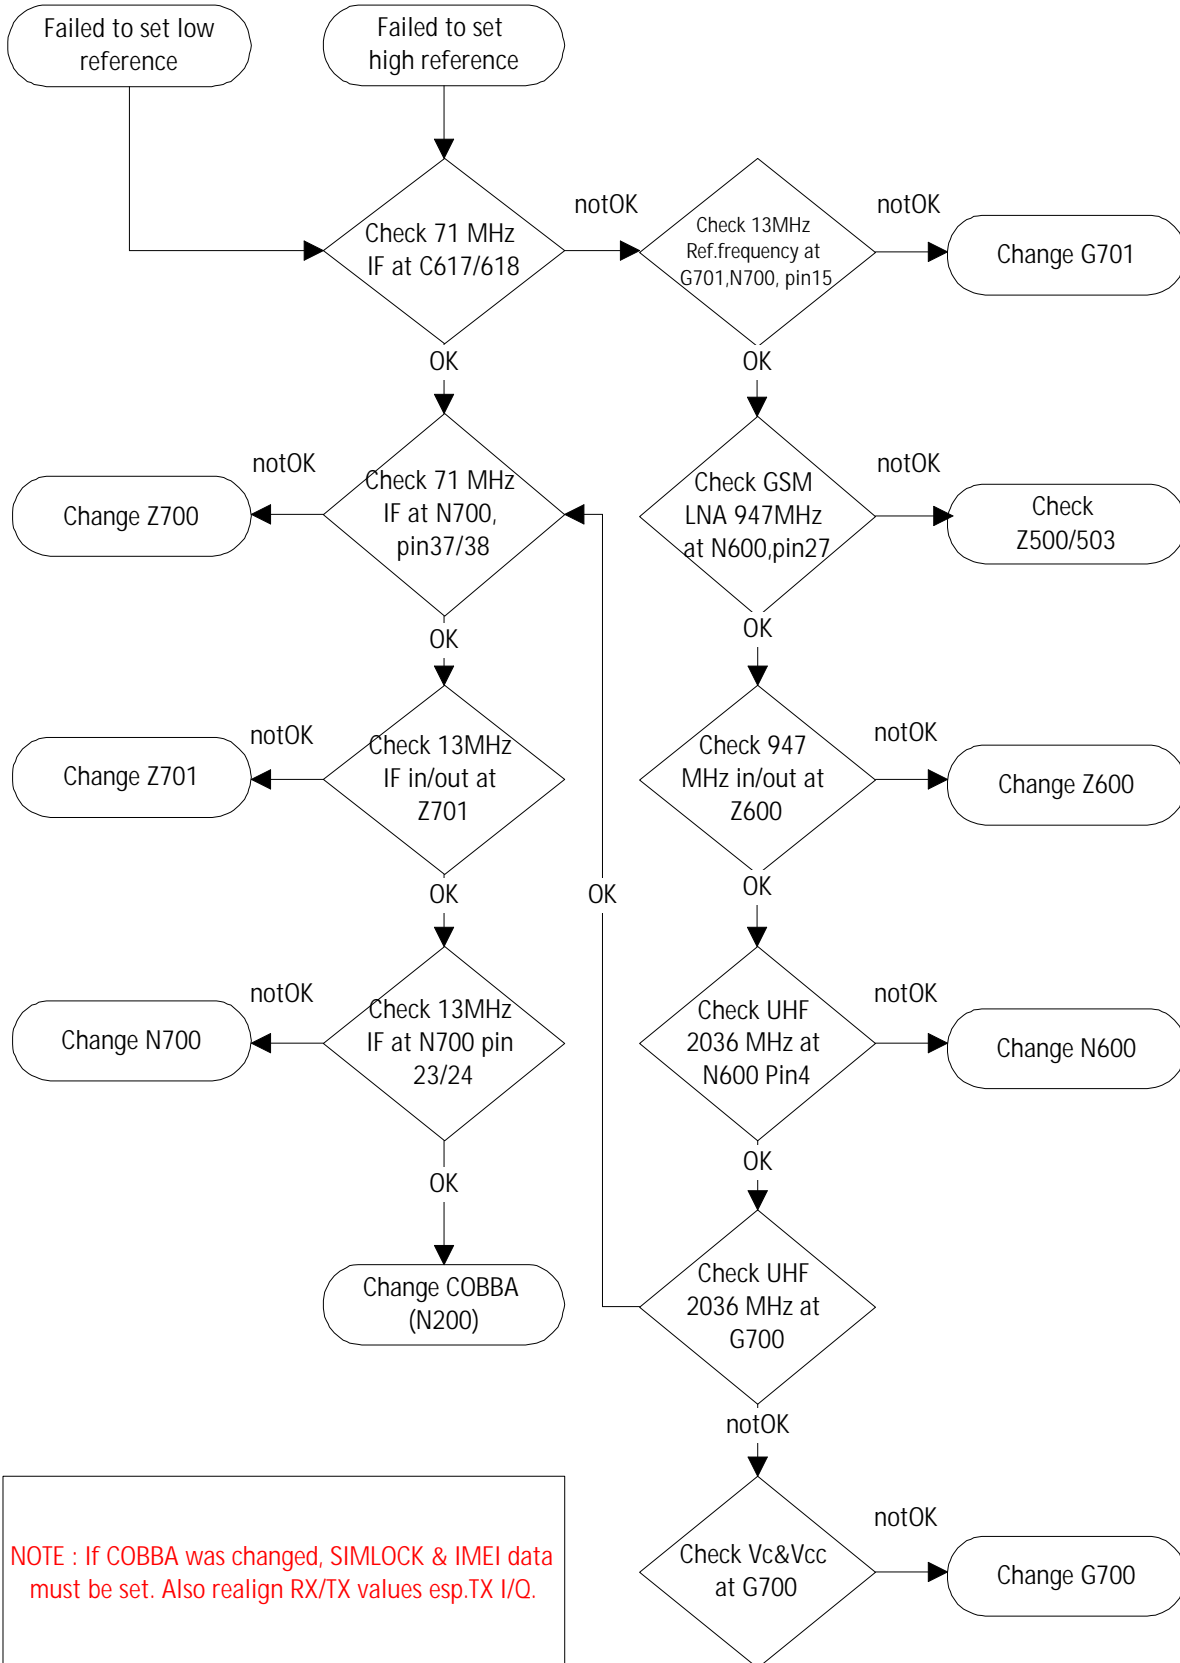 Failed to set low
reference
Failed to set
high reference
Check 71 MHz
IF at C617/618
notOK
Check 13MHz
Ref.frequency at
G701,N700, pin15
notOK
Change G701
OK
OK
Check 71 MHz
IF at N700,
pin37/38
notOK
Change Z700
Check GSM
LNA 947MHz
at N600,pin27
notOK
Check
Z500/503
OK
OK
Check 13MHz
IF in/out at
Z701
notOK
Change Z701
Check 947
MHz in/out at
Z600
notOK
Change Z600
OK
OK
OK
Check 13MHz
IF at N700 pin
23/24
notOK
Change N700
Check UHF
2036 MHz at
N600 Pin4
notOK
Change N600
OK
OK
Change COBBA
(N200)
Check UHF
2036 MHz at
G700
notOK
Check Vc&Vcc
at G700
notOK
Change G700
NOTE : If COBBA was changed, SIMLOCK & IMEI data
must be set. Also realign RX/TX values esp.TX I/Q.